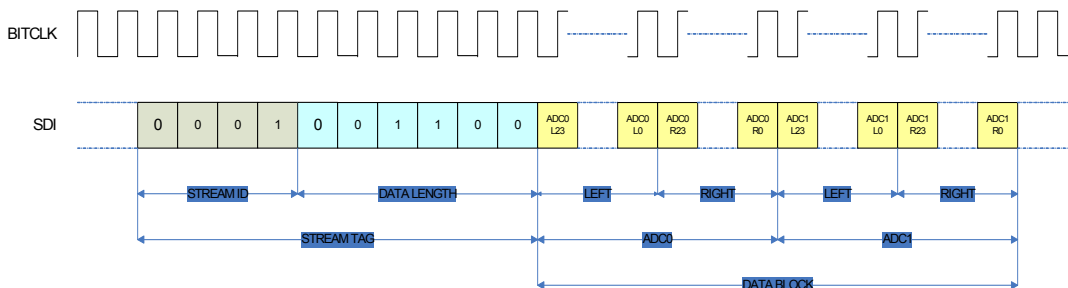 BITCLK
SDI
0 0 0 1 0 0 1 1 0 0 ADC0 ADC0 ADC0 ADC0 ADC1 ADC1 ADC1 ADC1
L23 L0 R23 R0 L23 L0 R23 R0
STREAM ID DATA LENGTH LEFT RIGHT LEFT RIGHT
STREAM TAG ADC0 ADC1
DATA BLOCK